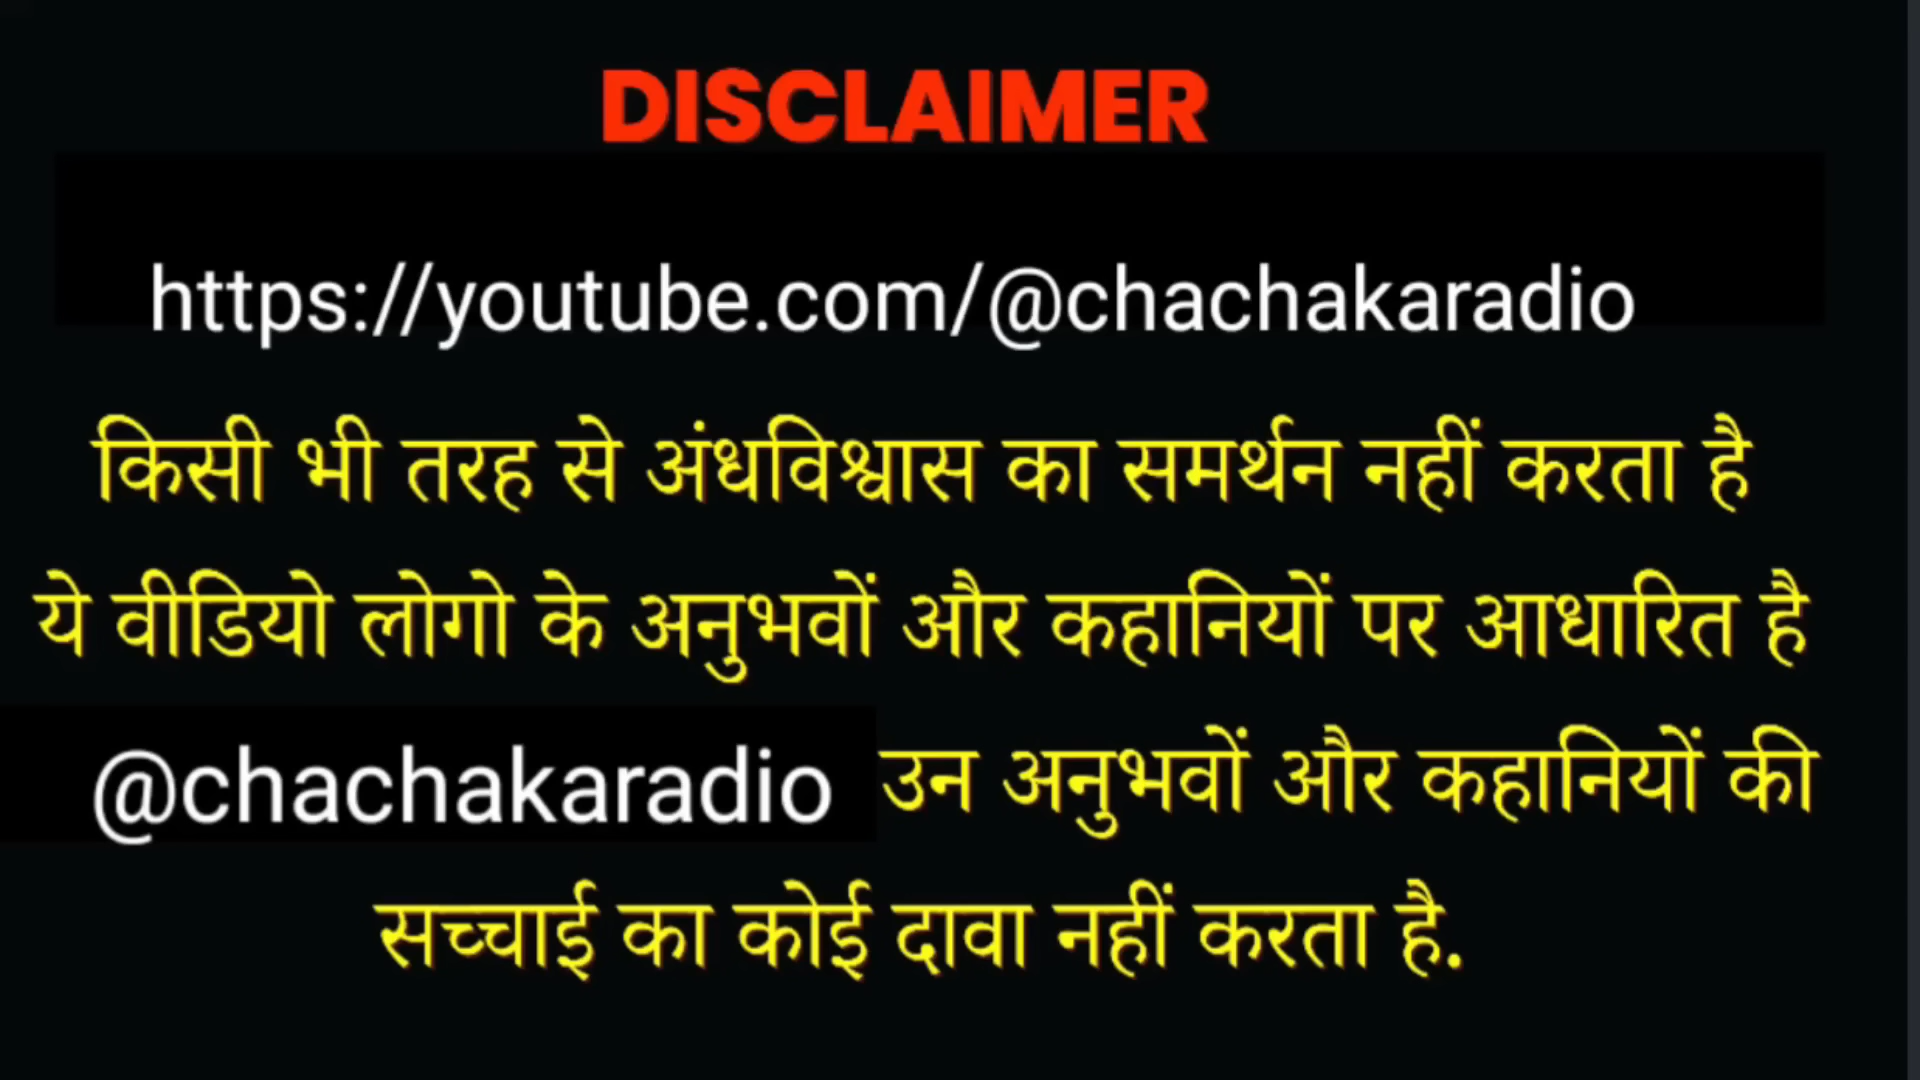 DISCLAIMER
https://youtube.com/@chachakaradio
किसी भी तरह से अंधविश्वास का समर्थन नहीं करता है
ये वीडियो लोगो के अनुभवों और कहानियों पर आधारित है
@chachakaradio उन अनुभवों और कहानियों की
सच्चाई का कोई दावा नहीं करता है.